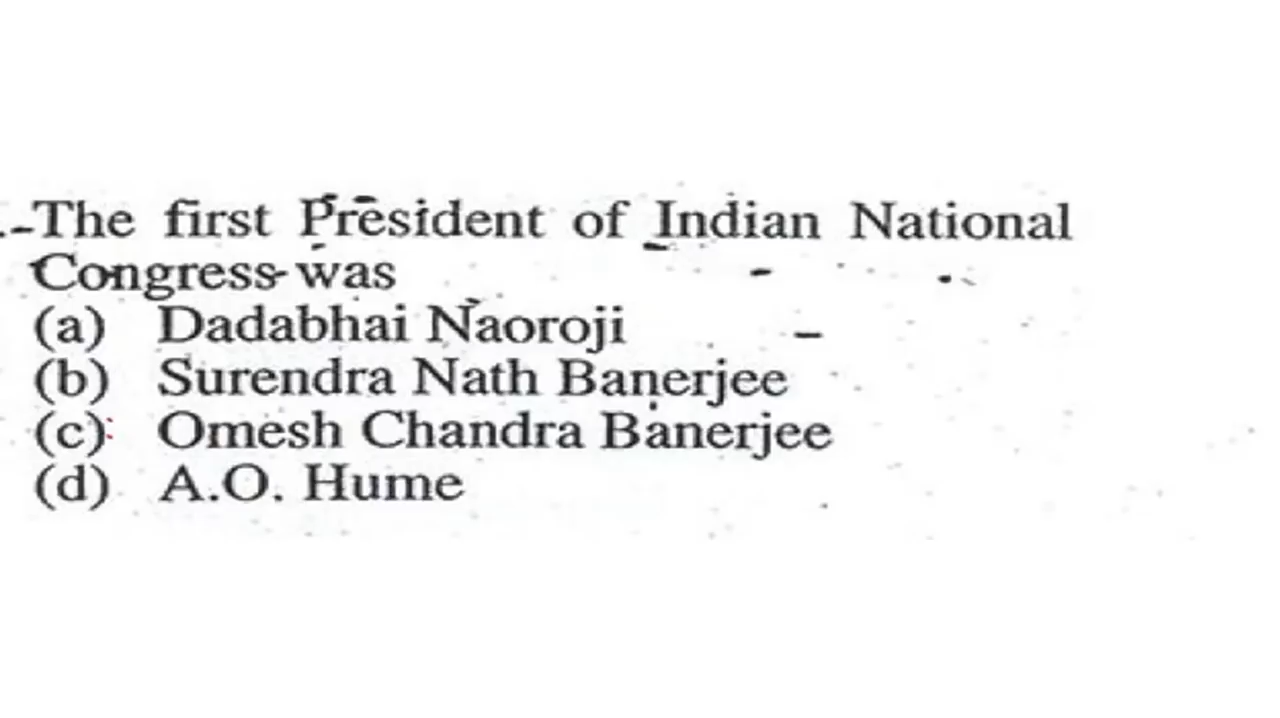 .-The first President of Indian National
Congress was
(a) Dadabhai Naoroji
(b) Surendra Nath Banerjee
(c) Omesh Chandra Banerjee
(d) A.O. Hume